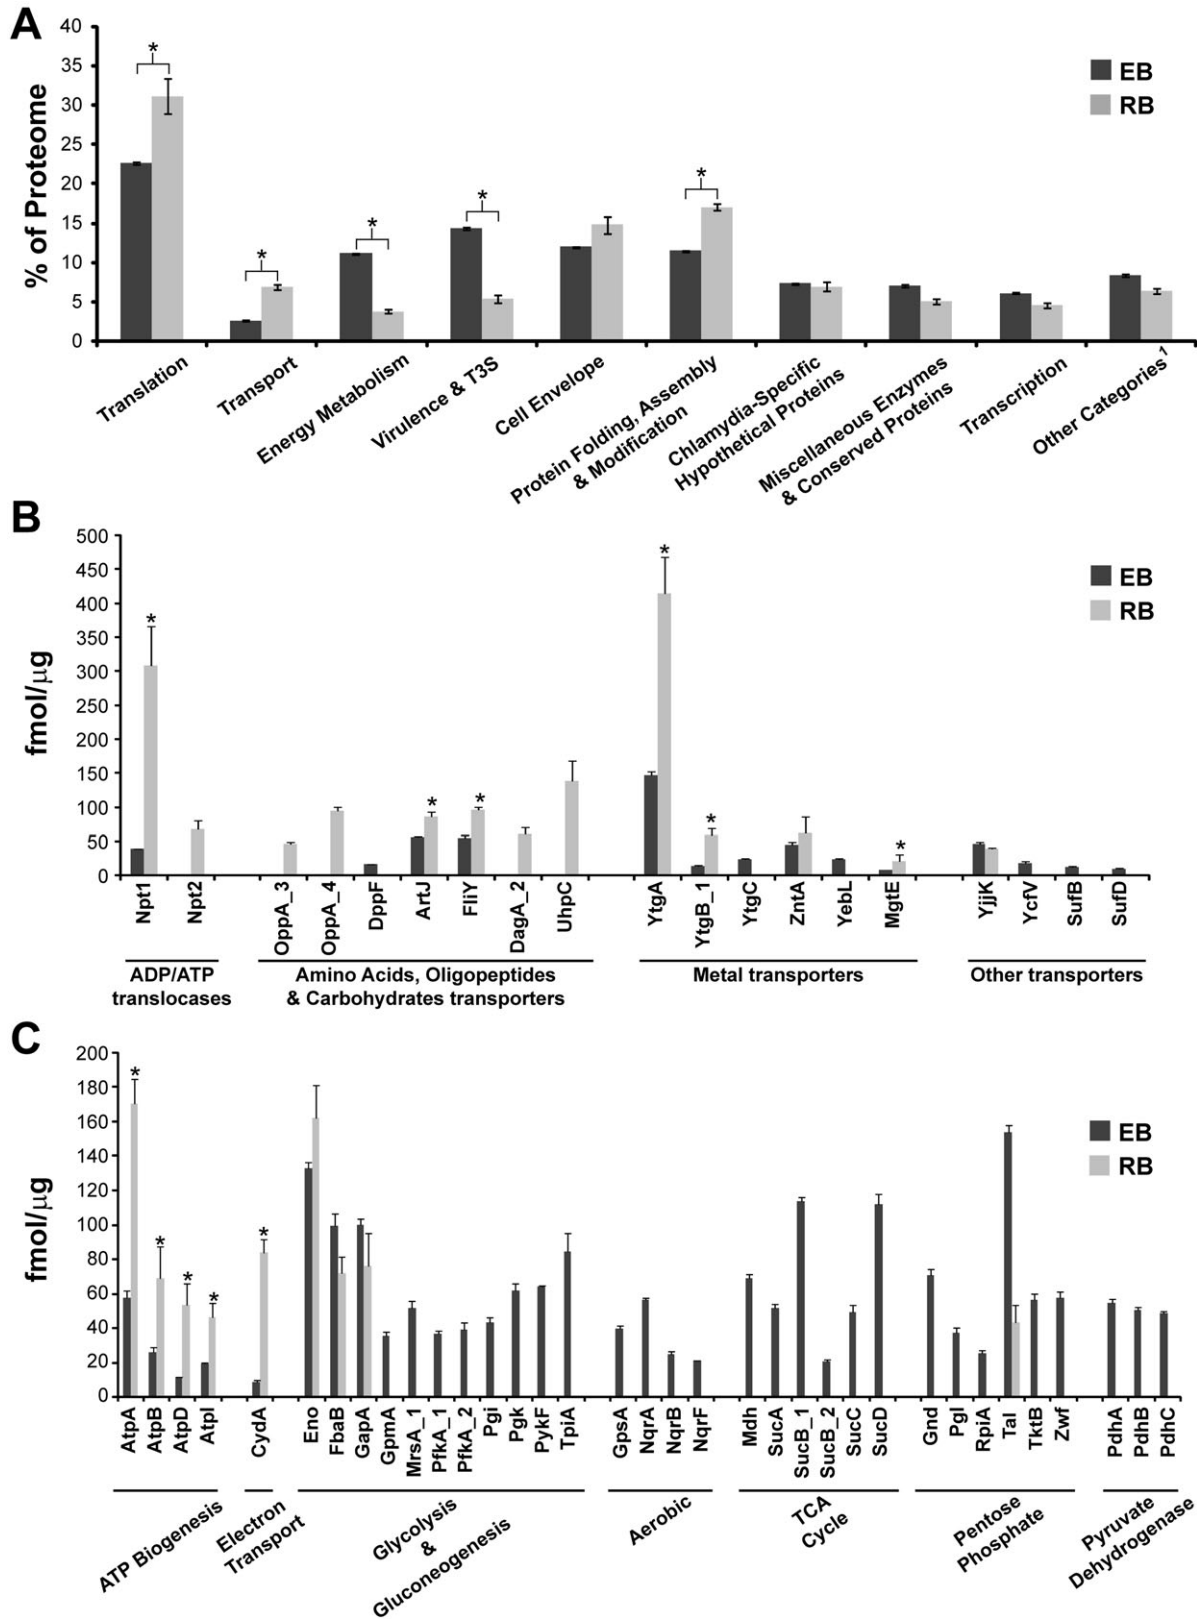 A
% of Proteome
40
35
30
25
20
15
10
5
0
*
*
*
*
*
EB
RB
Translation
Transport
Energy Metabolism
Virulence & T3S
Cell Envelope
Protein Folding, Assembly
& Modification
Chlamydia-Specific
Hypothetical Proteins
Miscellaneous Enzymes
& Conserved Proteins
Transcription
Other Categories¹
B
fmol/µg
500
450
400
350
300
250
200
150
100
50
0
*
*
*
*
*
*
EB
RB
Npt1
Npt2
OppA_3
OppA_4
DppF
ArtJ
FliY
DagA_2
UhpC
YtgA
YtgB_1
YtgC
ZntA
YebL
MgtE
YjjK
YcfV
SufB
SufD
ADP/ATP
translocases
Amino Acids, Oligopeptides
& Carbohydrates transporters
Metal transporters
Other transporters
C
fmol/µg
200
180
160
140
120
100
80
60
40
20
0
*
*
*
*
*
EB
RB
AtpA
AtpB
AtpD
AtpI
CydA
Eno
FbaB
GapA
GpmA
MrsA_1
PfkA_1
PfkA_2
Pgi
Pgk
PykF
TpiA
GpsA
NqrA
NqrB
NqrF
Mdh
SucA
SucB_1
SucB_2
SucC
SucD
Gnd
Pgl
RpiA
Tal
TktB
Zwf
PdhA
PdhB
PdhC
ATP Biogenesis
Electron
Transport
Glycolysis
&
Gluconeogenesis
Aerobic
TCA
Cycle
Pentose
Phosphate
Pyruvate
Dehydrogenase